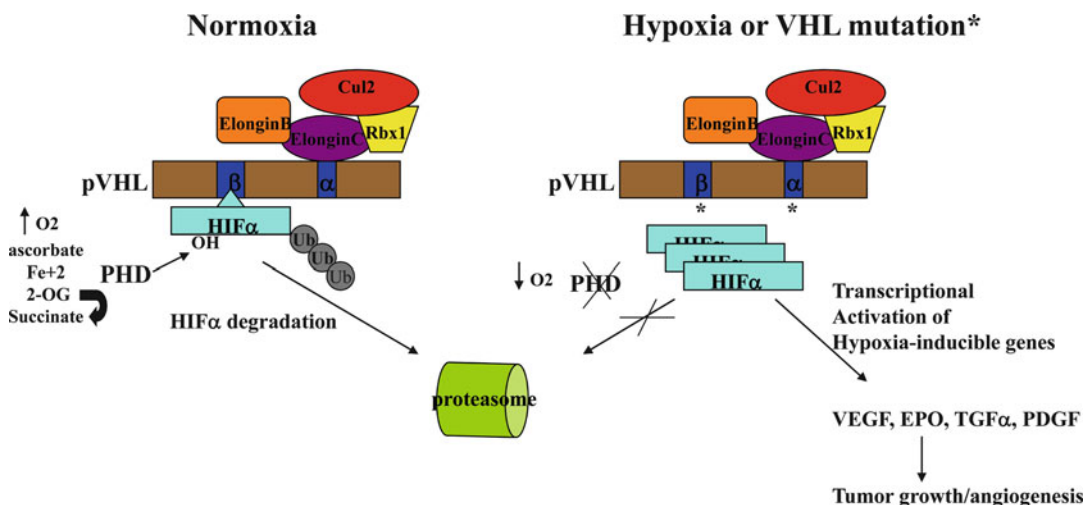 Normoxia
Cul2
ElonginB
ElonginC
Rbx1
pVHL
β
α
O2
ascorbate
Fe+2
2-OG
Succinate
PHD
HIFα
OH
Ub
Ub
Ub
HIFα degradation
proteasome
Hypoxia or VHL mutation*
Cul2
ElonginB
ElonginC
Rbx1
pVHL
β
α
*
*
O2
PHD
HIFα
HIFα
HIFα
Transcriptional
Activation of
Hypoxia-inducible genes
VEGF, EPO, TGFα, PDGF
Tumor growth/angiogenesis